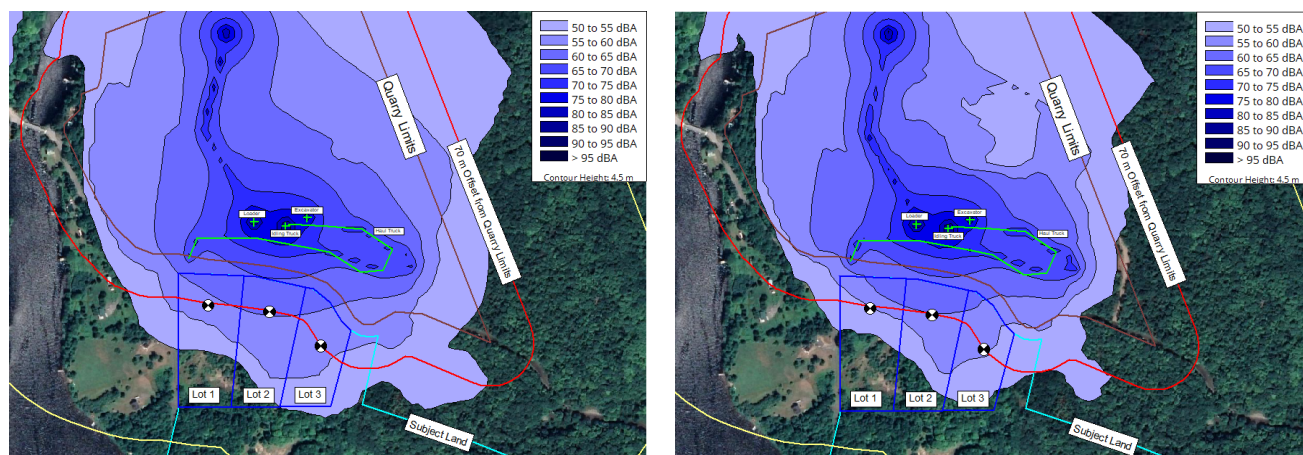 50 to 55 dBA
55 to 60 dBA
60 to 65 dBA
65 to 70 dBA
70 to 75 dBA
75 to 80 dBA
80 to 85 dBA
85 to 90 dBA
90 to 95 dBA
> 95 dBA
Contour Height: 4.5 m
Quarry Limits
70 m Offset from Quarry Limits
Loader
Excavator
Idling Truck
Haul Truck
Lot 1
Lot 2
Lot 3
Subject Land
50 to 55 dBA
55 to 60 dBA
60 to 65 dBA
65 to 70 dBA
70 to 75 dBA
75 to 80 dBA
80 to 85 dBA
85 to 90 dBA
90 to 95 dBA
> 95 dBA
Contour Height: 4.5 m
Quarry Limits
70 m Offset from Quarry Limits
Loader
Excavator
Idling Truck
Haul Truck
Lot 1
Lot 2
Lot 3
Subject Land